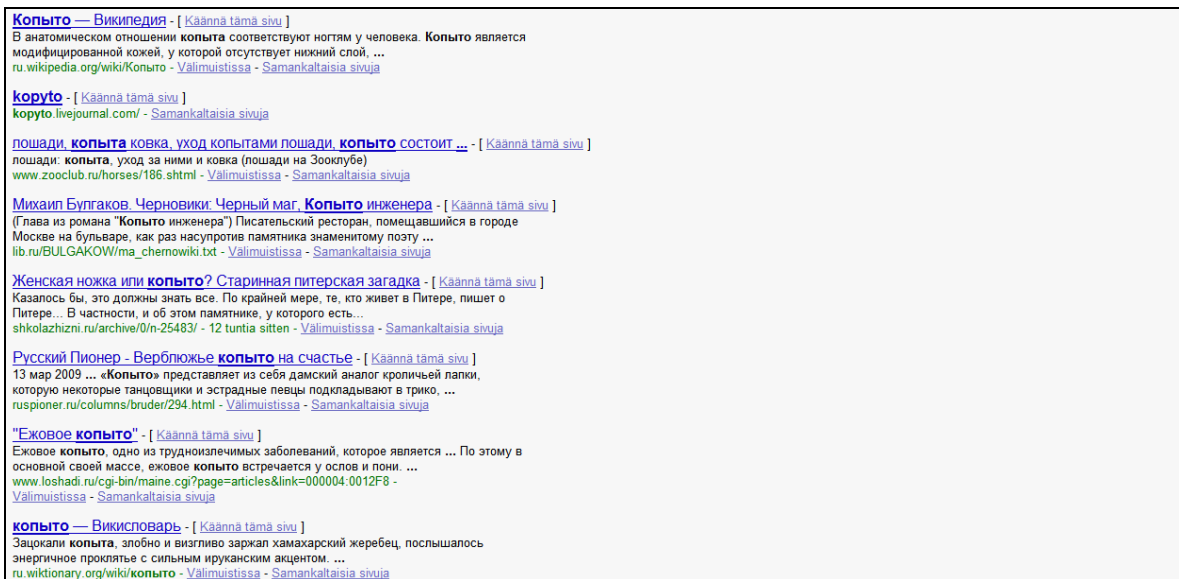 Копыто — Википедия - [ Käännä tämä sivu ]
В анатомическом отношении копыта соответствуют ногтям у человека. Копыто является
модифицированной кожей, у которой отсутствует нижний слой, ...
ru.wikipedia.org/wiki/Копыто - Välimuistissa - Samankaltaisia sivuja
kopyto - [ Käännä tämä sivu ]
kopyto.livejournal.com/ - Samankaltaisia sivuja
лошади, копыта ковка, уход копытами лошади, копыто состоит ... - [ Käännä tämä sivu ]
лошади: копыта, уход за ними и ковка (лошади на Зооклубе)
www.zooclub.ru/horses/186.shtml - Välimuistissa - Samankaltaisia sivuja
Михаил Булгаков. Черновики: Черный маг, Копыто инженера - [ Käännä tämä sivu ]
(Глава из романа "Копыто инженера") Писательский ресторан, помещавшийся в городе
Москве на бульваре, как раз насупротив памятника знаменитому поэту ...
lib.ru/BULGAKOW/ma_chernowiki.txt - Välimuistissa - Samankaltaisia sivuja
Женская ножка или копыто? Старинная питерская загадка - [ Käännä tämä sivu ]
Казалось бы, это должны знать все. По крайней мере, те, кто живет в Питере, пишет о
Питере... В частности, и об этом памятнике, у которого есть...
shkolazhizni.ru/archive/0/n-25483/ - 12 tuntia sitten - Välimuistissa - Samankaltaisia sivuja
Русский Пионер - Верблюжье копыто на счастье - [ Käännä tämä sivu ]
13 мар 2009 ... «Копыто» представляет из себя дамский аналог кроличьей лапки,
которую некоторые танцовщики и эстрадные певцы подкладывают в трико, ...
ruspioner.ru/columns/bruder/294.html - Välimuistissa - Samankaltaisia sivuja
"Ежовое копыто" - [ Käännä tämä sivu ]
Ежовое копыто, одно из трудноизлечимых заболеваний, которое является ... По этому в
основной своей массе, ежовое копыто встречается у ослов и пони. ...
www.loshadi.ru/cgi-bin/maine.cgi?page=articles&link=000004:0012F8 -
Välimuistissa - Samankaltaisia sivuja
копыто — Викисловарь - [ Käännä tämä sivu ]
Зацокали копыта, злобно и визгливо заржал хамахарский жеребец, послышалось
энергичное проклятье с сильным ируканским акцентом. ...
ru.wiktionary.org/wiki/копыто - Välimuistissa - Samankaltaisia sivuja